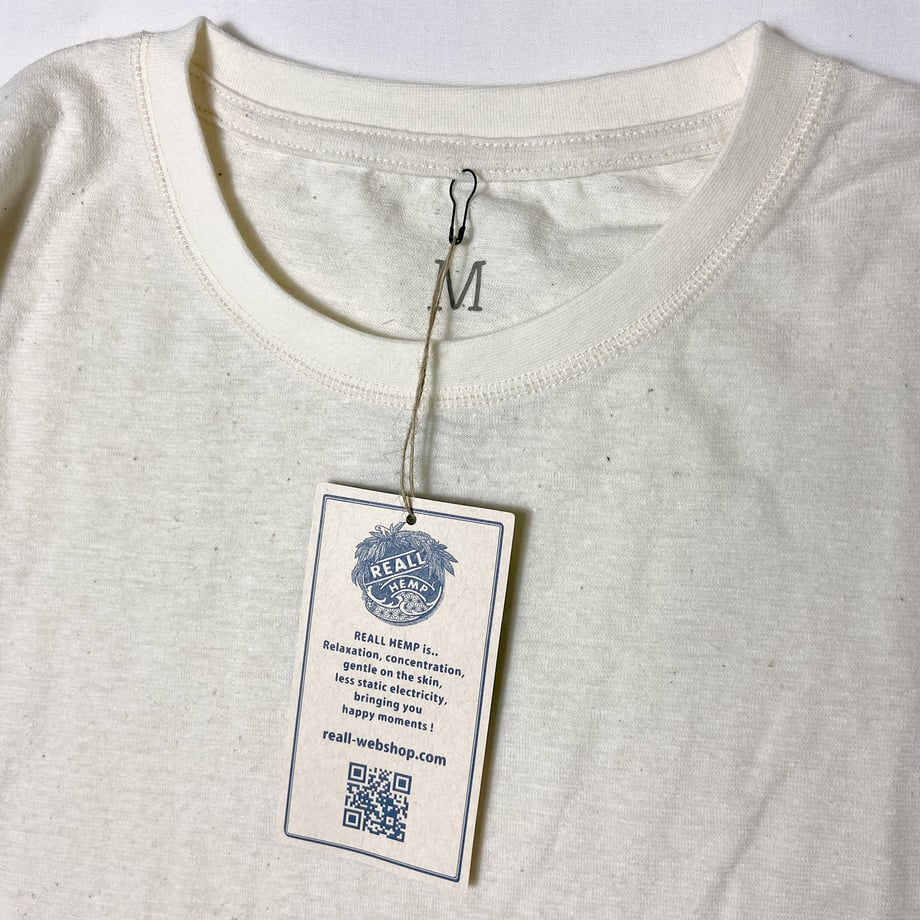 M
REALL
HEMP
REALL HEMP is..
Relaxation, concentration,
gentle on the skin,
less static electricity,
bringing you
happy moments !
reall-webshop.com